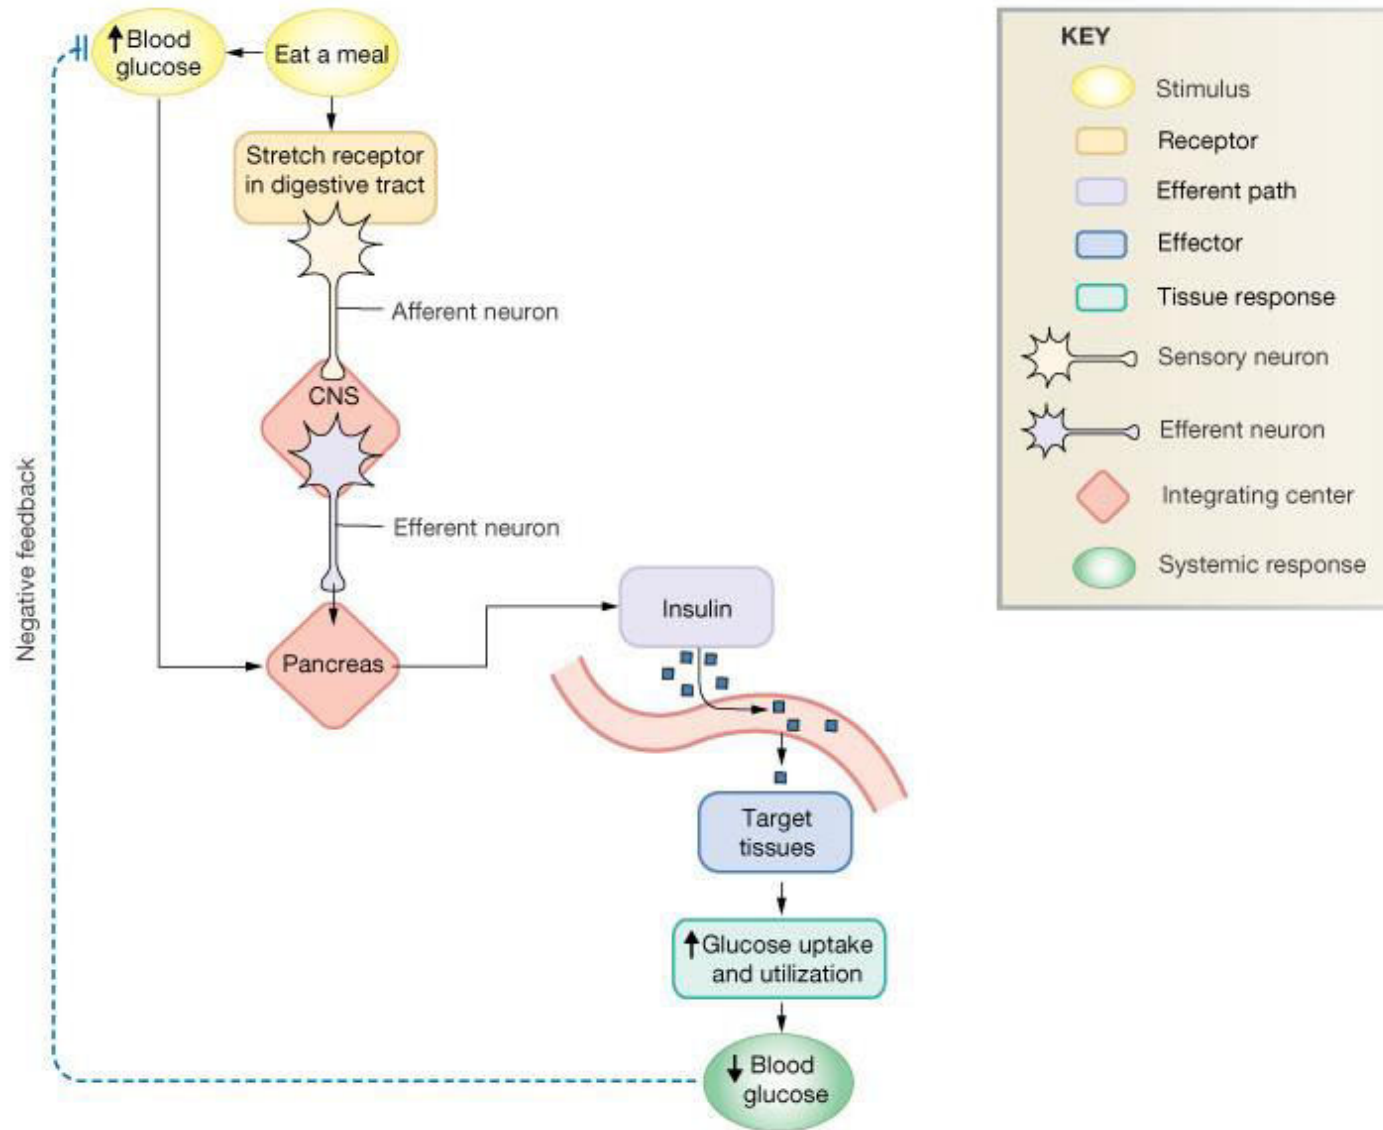 Blood
glucose
Eat a meal
Stretch receptor
in digestive tract
Afferent neuron
CNS
Efferent neuron
Negative feedback
Pancreas
Insulin
Target
tissues
Glucose uptake
and utilization
Blood
glucose
KEY
Stimulus
Receptor
Efferent path
Effector
Tissue response
Sensory neuron
Efferent neuron
Integrating center
Systemic response